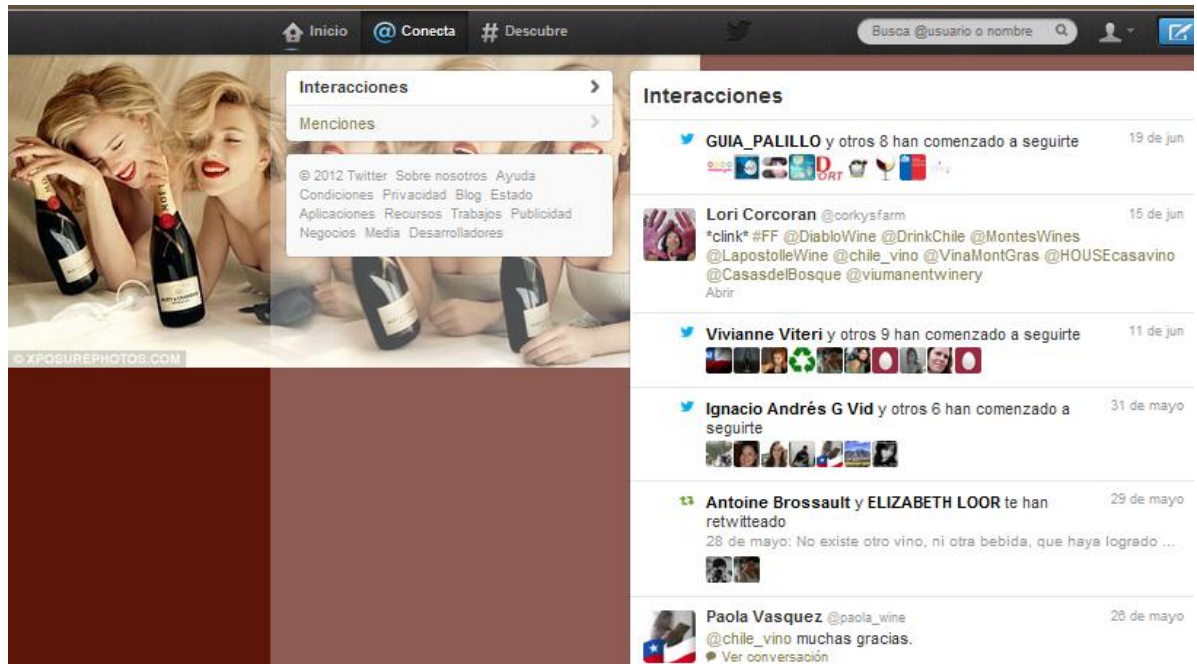 Inicio
Conecta
Descubre
Busca @usuario o nombre
Interacciones
Menciones
© 2012 Twitter Sobre nosotros Ayuda
Condiciones Privacidad Blog Estado
Aplicaciones Recursos Trabajos Publicidad
Negocios Media Desarrolladores
© XPOSUREPHOTOS.COM
Interacciones
GUIA_PALILLO y otros 8 han comenzado a seguirte 19 de jun
Lori Corcoran @corkysfarm 15 de jun
*clink* #FF @DiabloWine @DrinkChile @MontesWines
@LapostolleWine @chile_vino @VinaMontGras @HOUSEcasavino
@CasasdelBosque @viumanentwinery
Abrir
Vivianne Viteri y otros 9 han comenzado a seguirte 11 de jun
Ignacio Andrés G Vid y otros 6 han comenzado a 31 de mayo
seguirte
Antoine Brossault y ELIZABETH LOOR te han 29 de mayo
retwitteado
28 de mayo: No existe otro vino, ni otra bebida, que haya logrado ...
Paola Vasquez @paola_wine 28 de mayo
@chile_vino muchas gracias.
Ver conversación